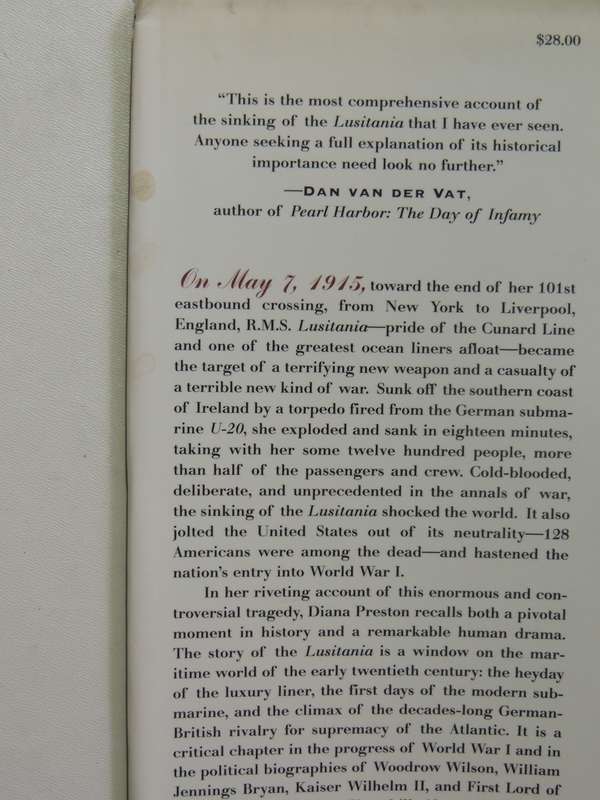 $28.00
“This is the most comprehensive account of
the sinking of the Lusitania that I have ever seen.
Anyone seeking a full explanation of its historical
importance need look no further.”
—DAN VAN DER VAT,
author of Pearl Harbor: The Day of Infamy
On May 7, 1915, toward the end of her 101st
eastbound crossing, from New York to Liverpool,
England, R.M.S. Lusitania—pride of the Cunard Line
and one of the greatest ocean liners afloat—became
the target of a terrifying new weapon and a casualty of
a terrible new kind of war. Sunk off the southern coast
of Ireland by a torpedo fired from the German subma-
rine U-20, she exploded and sank in eighteen minutes,
taking with her some twelve hundred people, more
than half of the passengers and crew. Cold-blooded,
deliberate, and unprecedented in the annals of war,
the sinking of the Lusitania shocked the world. It also
jolted the United States out of its neutrality—128
Americans were among the dead—and hastened the
nation’s entry into World War I.
In her riveting account of this enormous and con-
troversial tragedy, Diana Preston recalls both a pivotal
moment in history and a remarkable human drama.
The story of the Lusitania is a window on the mar-
itime world of the early twentieth century: the heyday
of the luxury liner, the first days of the modern sub-
marine, and the climax of the decades-long German-
British rivalry for supremacy of the Atlantic. It is a
critical chapter in the progress of World War I and in
the political biographies of Woodrow Wilson, William
Jennings Bryan, Kaiser Wilhelm II, and First Lord of